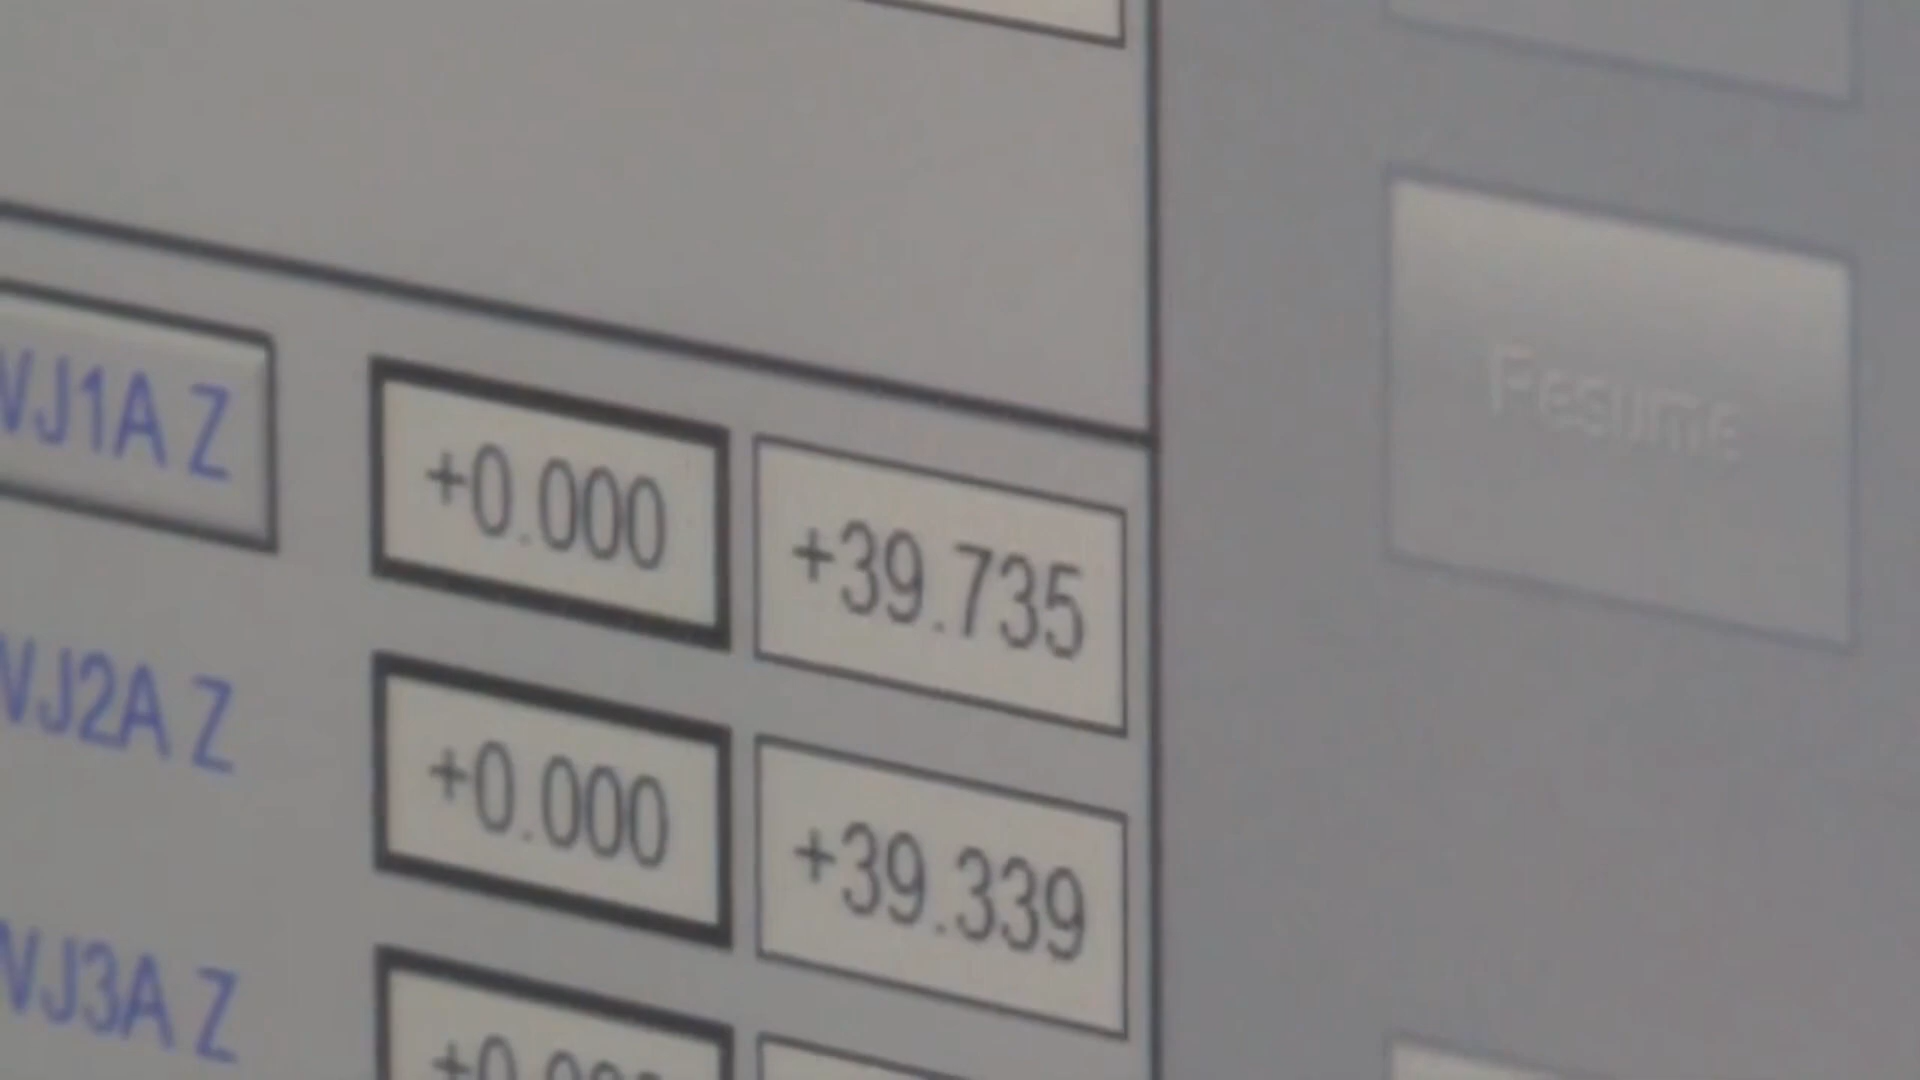 VJ1A Z +0.000 +39.735 Resume
VJ2A Z +0.000 +39.339
VJ3A Z